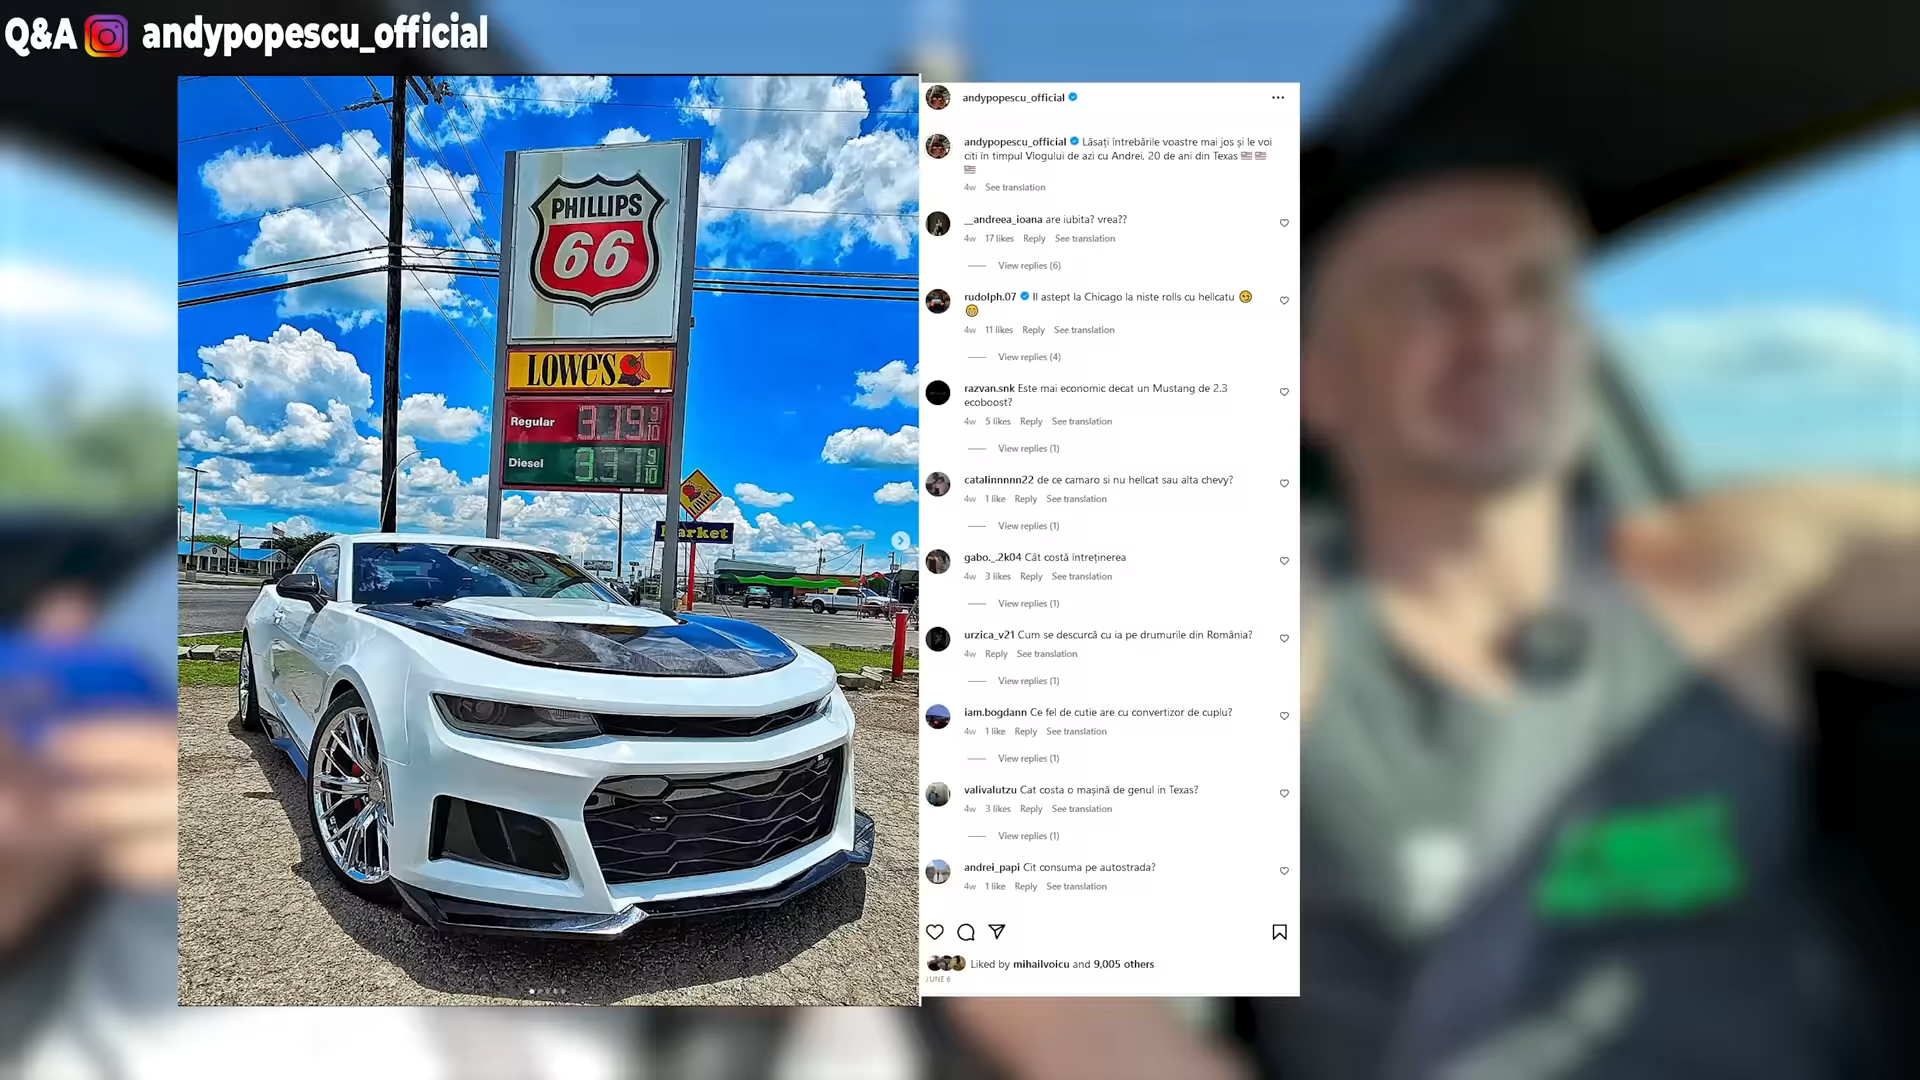 Q&A andypopescu_official
PHILLIPS
66
LOWE'S
Regular 3.19 9/10
Diesel 3.37 9/10
LOWE'S
Market
andypopescu_official
andypopescu_official Lăsați întrebările voastre mai jos și le voi
citi în timpul Vlogului de azi cu Andrei, 20 de ani din Texas 🇺🇸 🇺🇸
🇺🇸
4w See translation
__andreea_ioana are iubita? vrea??
4w 17 likes Reply See translation
View replies (6)
rudolph.07 Il astept la Chicago la niste rolls cu hellcatu
4w 11 likes Reply See translation
View replies (4)
razvan.snk Este mai economic decat un Mustang de 2.3
ecoboost?
4w 5 likes Reply See translation
View replies (1)
catalinnnnn22 de ce camaro si nu hellcat sau alta chevy?
4w 1 like Reply See translation
View replies (1)
gabo._.2k04 Cât costă întreținerea
4w 3 likes Reply See translation
View replies (1)
urzica_v21 Cum se descurcă cu ia pe drumurile din România?
4w Reply See translation
View replies (1)
iam.bogdann Ce fel de cutie are cu convertizor de cuplu?
4w 1 like Reply See translation
View replies (1)
valivalutzu Cat costa o mașină de genul in Texas?
4w 3 likes Reply See translation
View replies (1)
andrei_papi Cit consuma pe autostrada?
4w 1 like Reply See translation
Liked by mihailvoicu and 9,005 others
JUNE 6